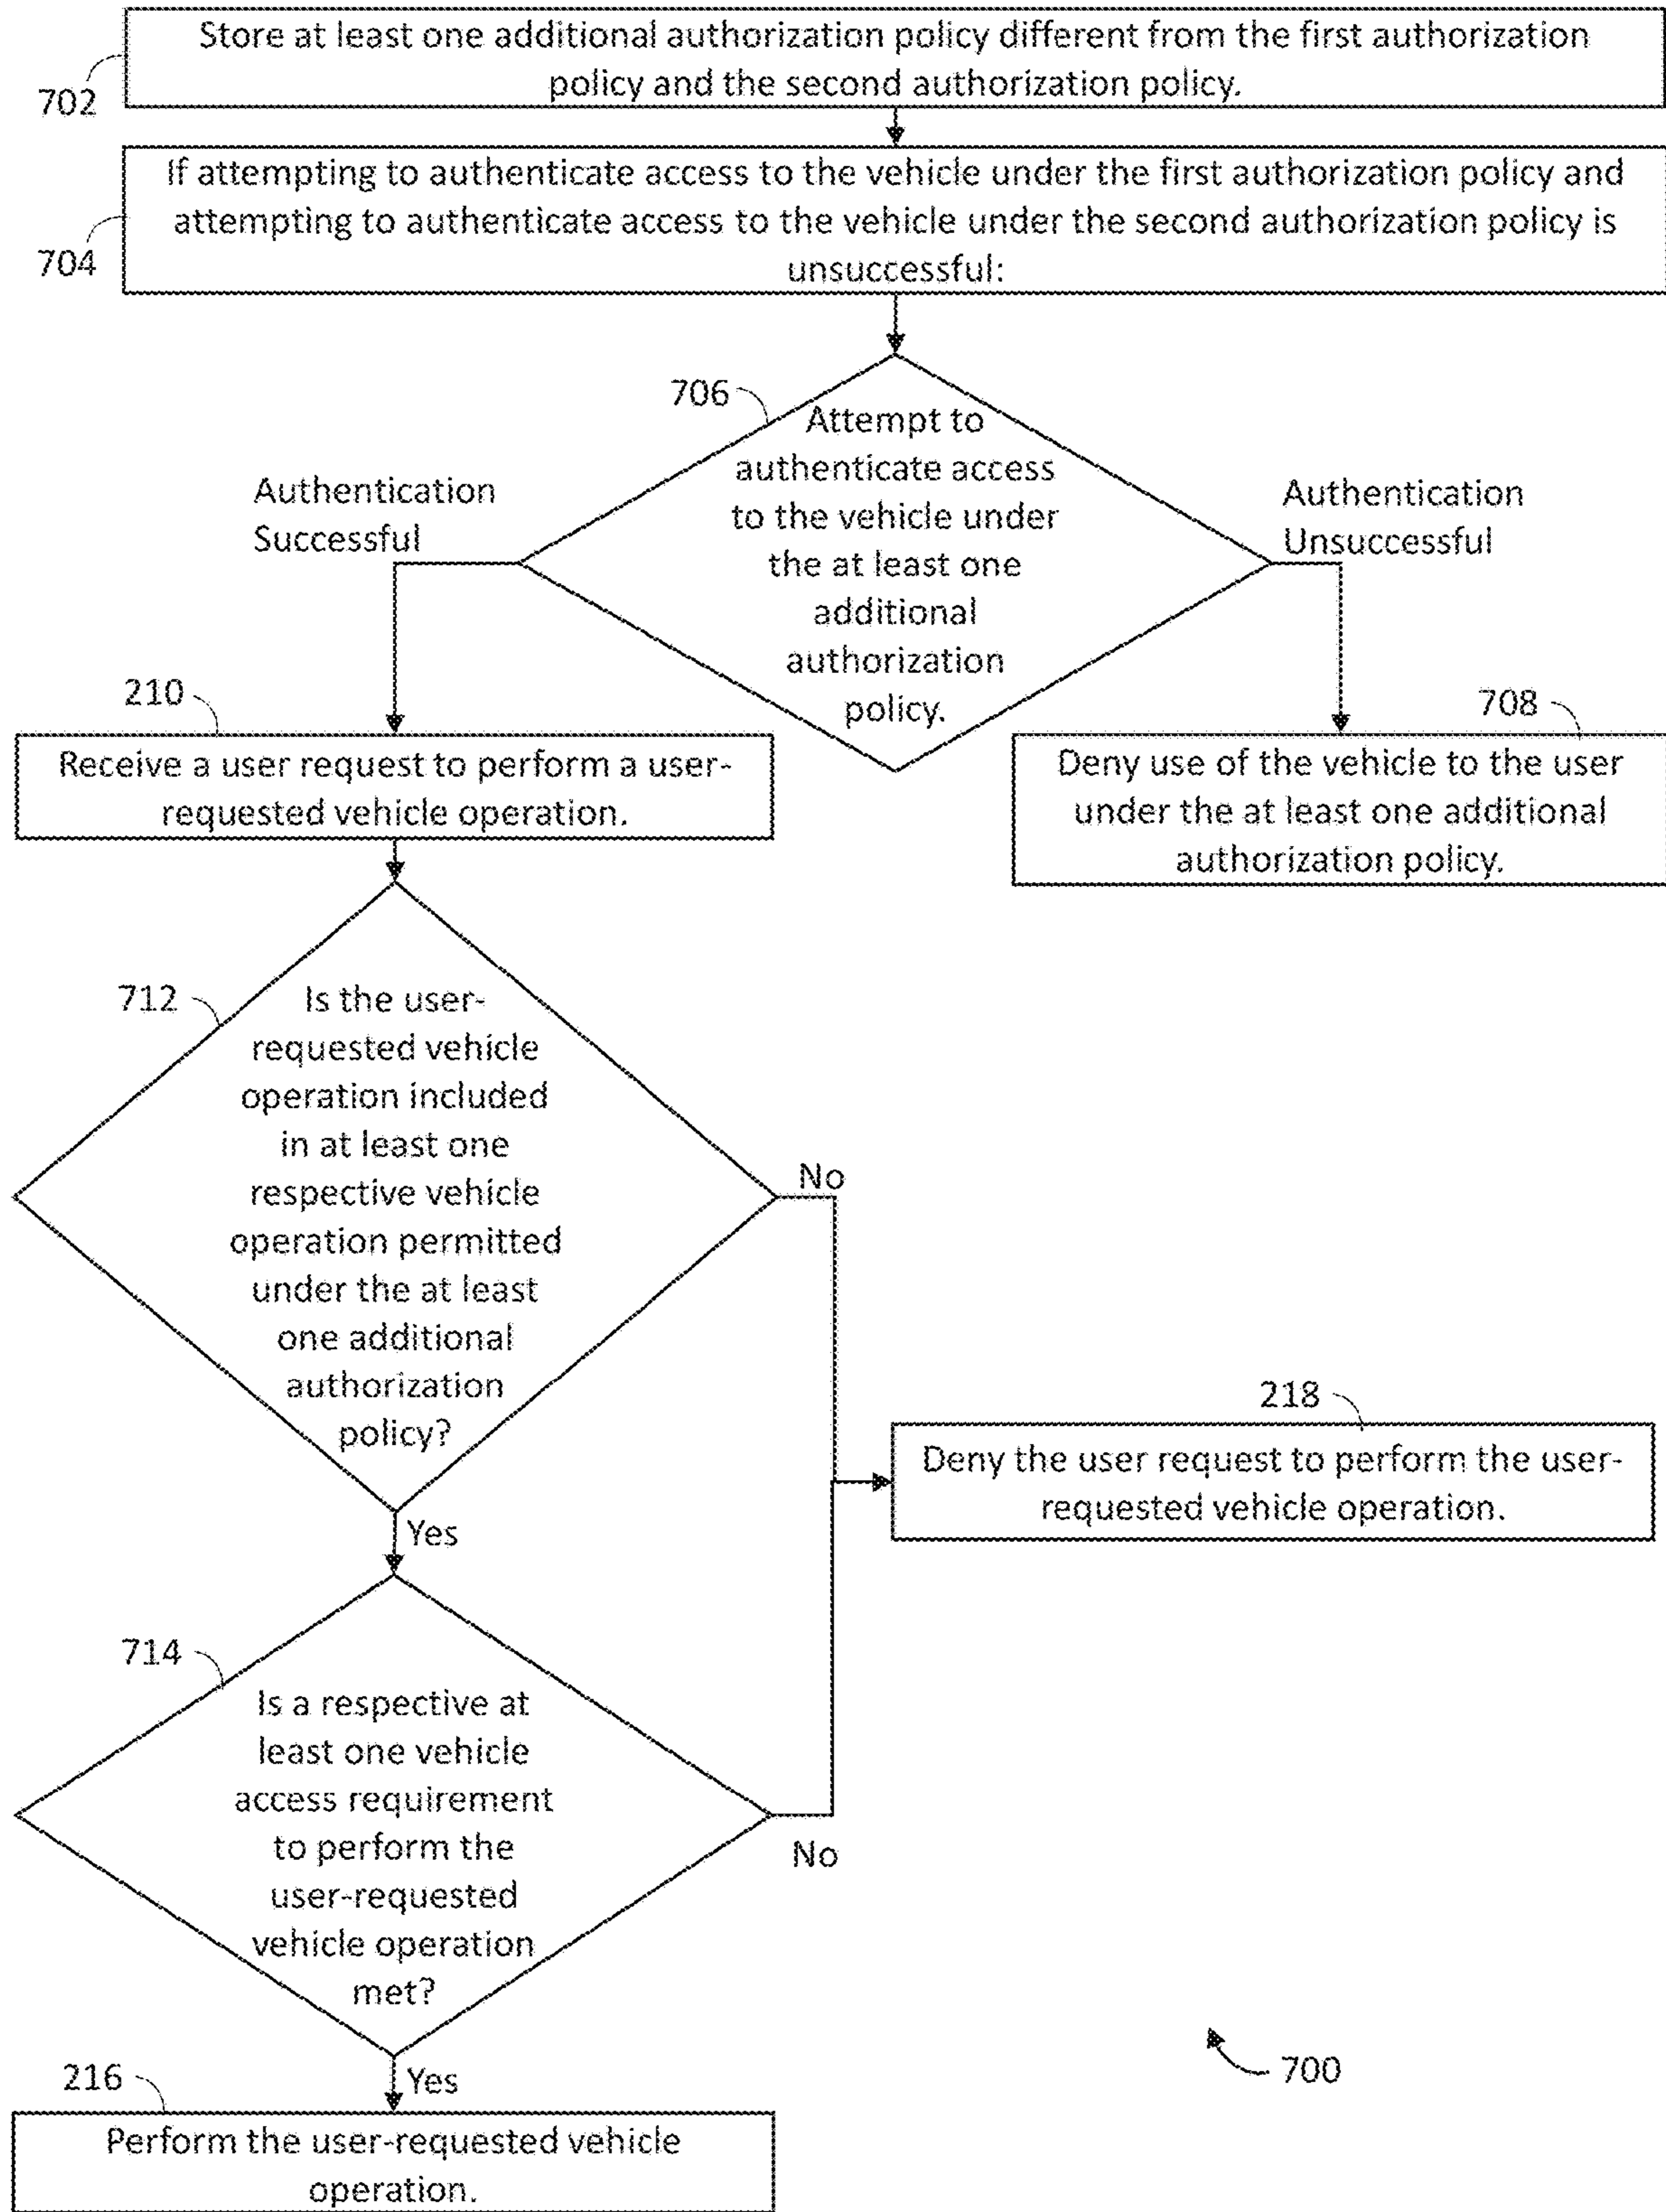 Store at least one additional authorization policy different from the first authorization
policy and the second authorization policy.
702
If attempting to authenticate access to the vehicle under the first authorization policy and
attempting to authenticate access to the vehicle under the second authorization policy is
unsuccessful:
704
706
Attempt to
authenticate access
to the vehicle under
the at least one
additional
authorization
policy.
Authentication
Successful
Authentication
Unsuccessful
210
Receive a user request to perform a user-
requested vehicle operation.
708
Deny use of the vehicle to the user
under the at least one additional
authorization policy.
712
Is the user-
requested vehicle
operation included
in at least one
respective vehicle
operation permitted
under the at least
one additional
authorization
policy?
No
Yes
218
Deny the user request to perform the user-
requested vehicle operation.
714
Is a respective at
least one vehicle
access requirement
to perform the
user-requested
vehicle operation
met?
No
Yes
216
Perform the user-requested vehicle
operation.
700